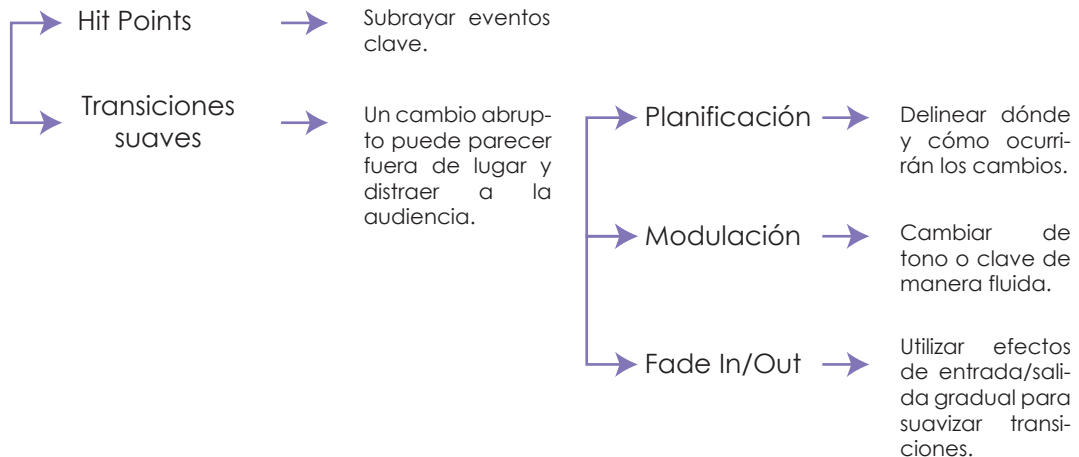 Hit Points
Subrayar eventos
clave.
Transiciones
suaves
Un cambio abrup-
to puede parecer
fuera de lugar y
distraer a la
audiencia.
Planificación
Delinear dónde
y cómo ocurri-
rán los cambios.
Modulación
Cambiar de
tono o clave de
manera fluida.
Fade In/Out
Utilizar efectos
de entrada/sali-
da gradual para
suavizar transi-
ciones.